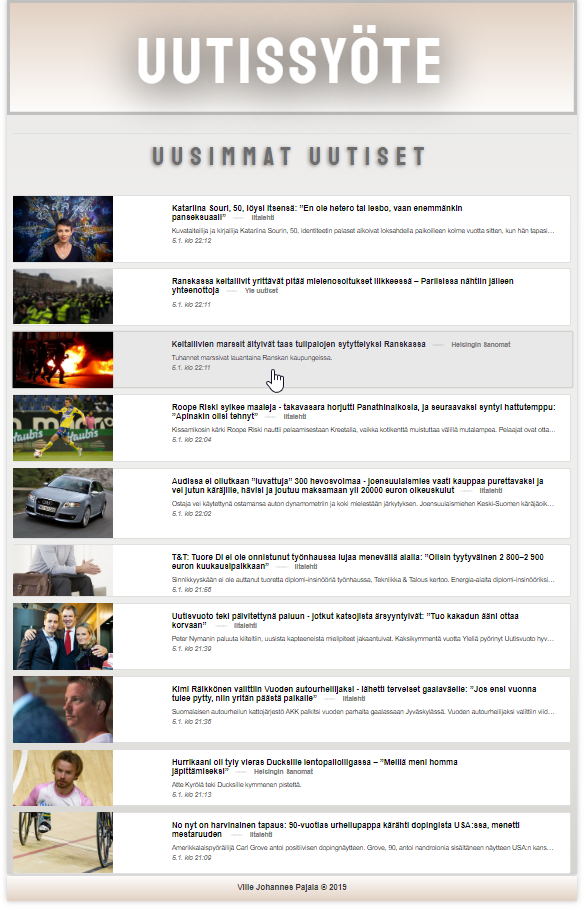 UUTISSYÖTE
UUSIMMAT UUTISET
Katariina Souri, 50, löysi itsensä: "En ole hetero tai lesbo, vaan enemmänkin
panseksuaali" — Iltalehti
Kuvataiteilija ja kirjailija Katariina Sourin, 50, identiteetin palaset alkoivat loksahdella paikoilleen kolme vuotta sitten, kun hän tapasi...
5.1. klo 22:12
Ranskassa keltaliivit yrittävät pitää mielenosoitukset liikkeessä – Pariisissa nähtiin jälleen
yhteenottoja — Yle uutiset
5.1. klo 22:11
Keltaliivien marssit äityivät taas tulipalojen sytyttelyksi Ranskassa — Helsingin Sanomat
Tuhannet marssivat lauantaina Ranskan kaupungeissa.
5.1. klo 22:11
Roope Riski sylkee maaleja - takavasara horjutti Panathinaikosia, ja seuraavaksi syntyi hattutemppu:
"Apinakin olisi tehnyt" — Iltalehti
Kissamikosin kärki Roope Riski nauttii pelaamisestaan Kreetalla, vaikka kotikenttä muistuttaa välillä mutalampea. Pelaajat ovat otta...
5.1. klo 22:04
Audissa ei ollutkaan "luvattuja" 300 hevosvoimaa - joensuulaismies vaati kauppaa purettavaksi ja
vei jutun käräjille, hävisi ja joutuu maksamaan yli 20000 euron oikeuskulut — Iltalehti
Ostaja vei käytettynä ostamansa auton dynamometriin ja koki mielestään järkytyksen. Joensuulaismiehen Keski-Suomen käräjäoik...
5.1. klo 22:02
T&T: Tuore DI ei ole onnistunut työnhaussa lujaa menevällä alalla: "Olisin tyytyväinen 2 800–2 900
euron kuukausipalkkaan" — Iltalehti
Sinnikkyyskään ei ole auttanut tuoretta diplomi-insinööriä työnhaussa, Tekniikka & Talous kertoo. Energia-alalta diplomi-insinööriksi...
5.1. klo 21:56
Uutisvuoto teki päivitettynä paluun - jotkut katsojista ärsyyntyivät: "Tuo kakadun ääni ottaa
korvaan" — Iltalehti
Peter Nymanin paluuta kiiteltiin, uusista kapteeneista mielipiteet jakaantuivat. Kaksikymmentä vuotta Ylellä pyörinyt Uutisvuoto hyv...
5.1. klo 21:39
Kimi Räikkönen valittiin Vuoden autourheilijaksi - lähetti terveiset gaalaväelle: "Jos ensi vuonna
tulee pytty, niin yritän päästä paikalle" — Iltalehti
Suomalaisen autourheilun kattojärjestö AKK palkitsi vuoden parhaita gaalassaan Jyväskylässä. Vuoden autourheilijaksi valittiin viid...
5.1. klo 21:36
Hurrikaani oli tyly vieras Ducksille lentopalloliigassa – "Meillä meni homma
jäpittämiseksi" — Helsingin Sanomat
Atte Kyrölä teki Ducksille kymmenen pistettä.
5.1. klo 21:13
No nyt on harvinainen tapaus: 90-vuotias urheilupappa kärähti dopingista USA:ssa, menetti
mestaruuden — Iltalehti
Amerikkalaispyöräilijä Carl Grove antoi positiivisen dopingnäytteen. Grove, 90, antoi nandrolonia sisältäneen näytteen USA:n kans...
5.1. klo 21:09
Ville Johannes Pajala © 2019